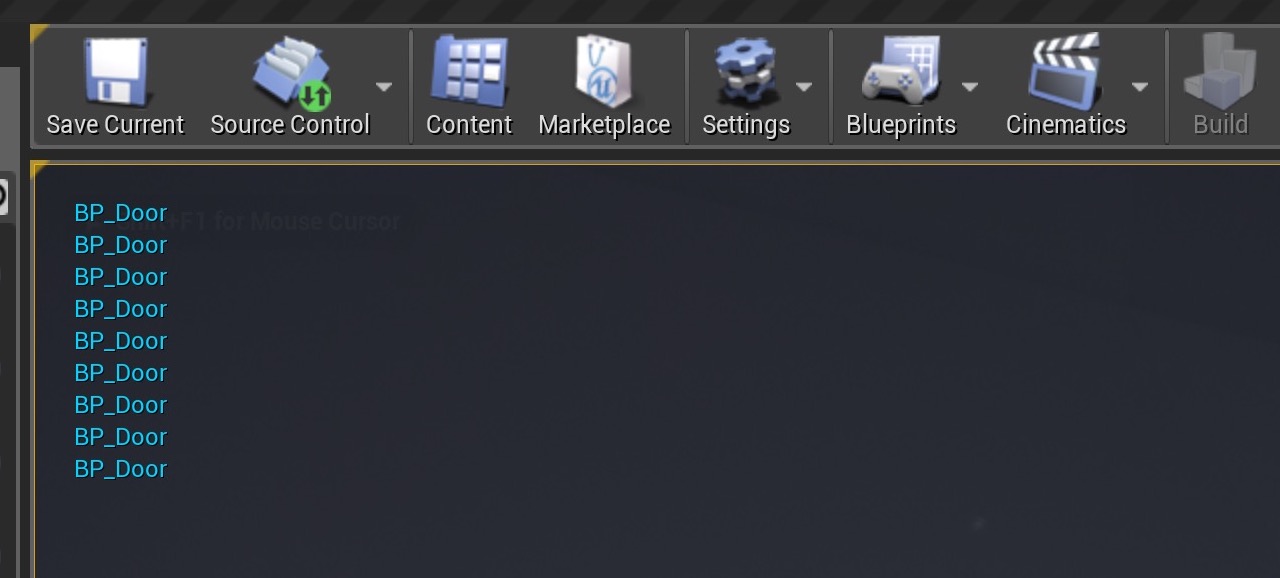 Save Current Source Control Content Marketplace Settings Blueprints Cinematics Build
BP_Door
Shift+F1 for Mouse Cursor
BP_Door
BP_Door
BP_Door
BP_Door
BP_Door
BP_Door
BP_Door
BP_Door